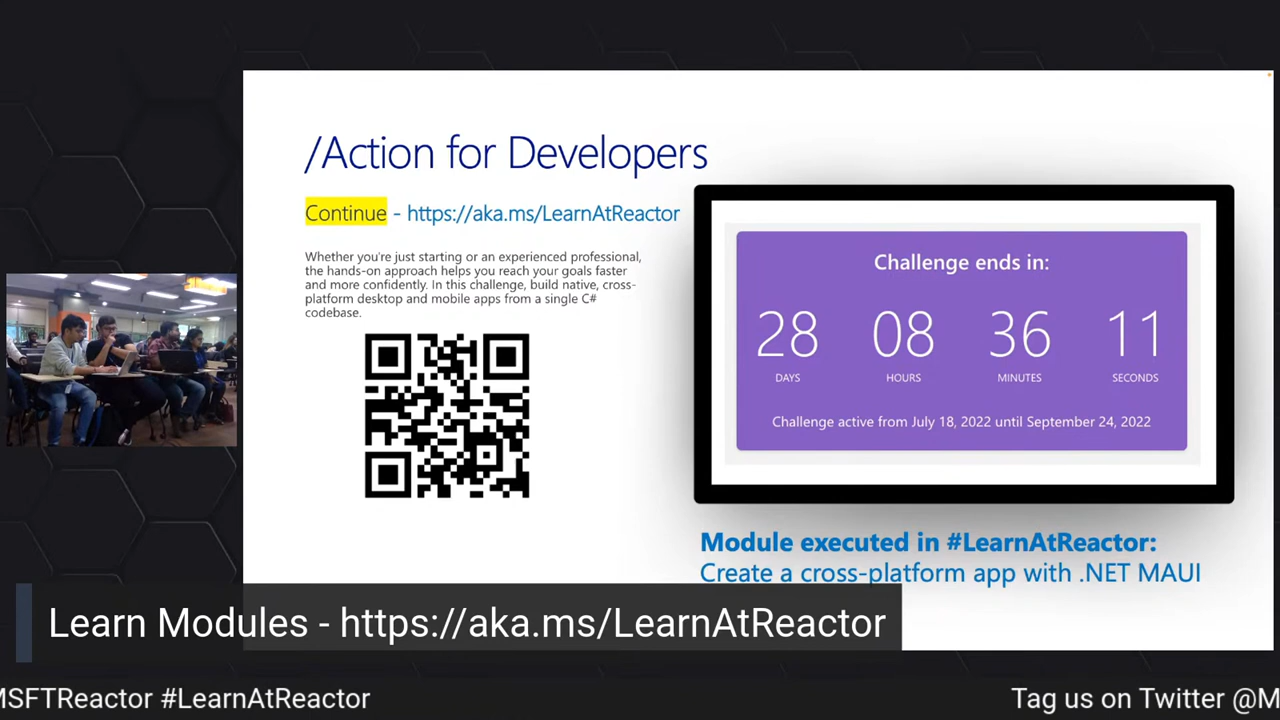 /Action for Developers
Continue - https://aka.ms/LearnAtReactor
Whether you're just starting or an experienced professional,
the hands-on approach helps you reach your goals faster
and more confidently. In this challenge, build native, cross-
platform desktop and mobile apps from a single C#
codebase.
Challenge ends in:
28 08 36 11
DAYS HOURS MINUTES SECONDS
Challenge active from July 18, 2022 until September 24, 2022
Module executed in #LearnAtReactor:
Create a cross-platform app with .NET MAUI
Learn Modules - https://aka.ms/LearnAtReactor
MSFTReactor #LearnAtReactor
Tag us on Twitter @M